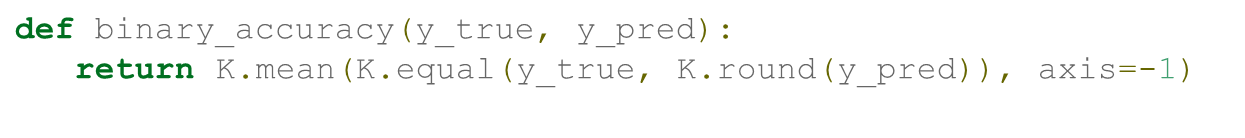 def binary_accuracy(y_true, y_pred):
   return K.mean(K.equal(y_true, K.round(y_pred)), axis=-1)